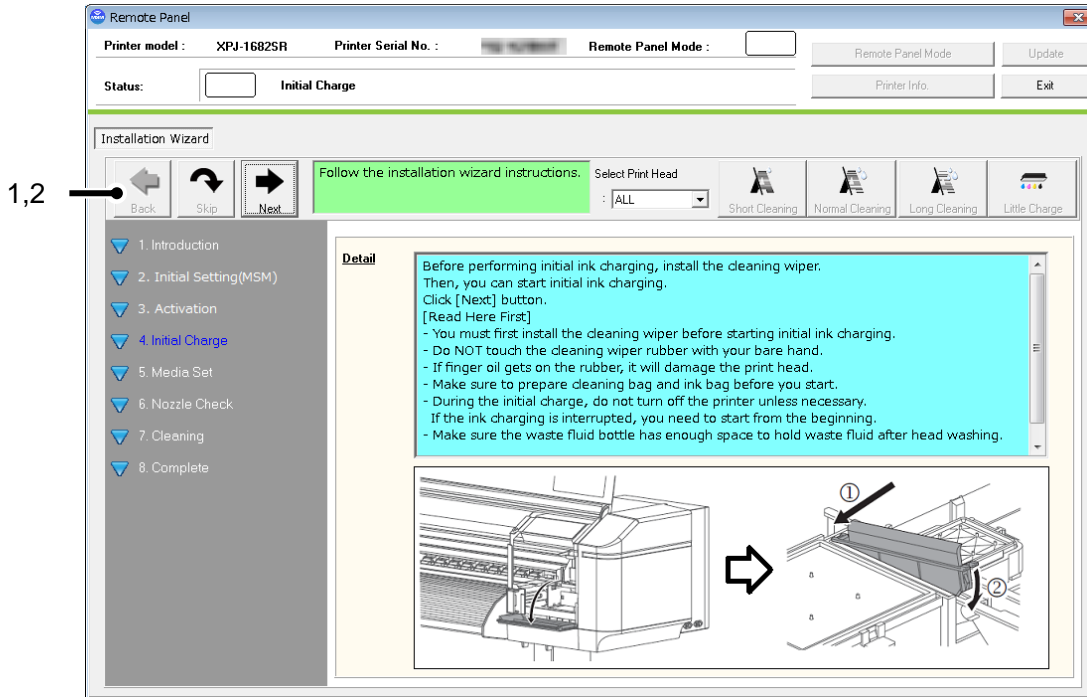 Remote Panel
Printer model : XPJ-1682SR Printer Serial No. : Remote Panel Mode :
Remote Panel Mode Update
Status: Initial Charge
Printer Info. Exit
Installation Wizard
1,2
Back Skip Next
Follow the installation wizard instructions.
Select Print Head
: ALL
Short Cleaning Normal Cleaning Long Cleaning Little Charge
1. Introduction
2. Initial Setting(MSM)
3. Activation
4. Initial Charge
5. Media Set
6. Nozzle Check
7. Cleaning
8. Complete
Detail
Before performing initial ink charging, install the cleaning wiper.
Then, you can start initial ink charging.
Click [Next] button.
[Read Here First]
- You must first install the cleaning wiper before starting initial ink charging.
- Do NOT touch the cleaning wiper rubber with your bare hand.
- If finger oil gets on the rubber, it will damage the print head.
- Make sure to prepare cleaning bag and ink bag before you start.
- During the initial charge, do not turn off the printer unless necessary.
If the ink charging is interrupted, you need to start from the beginning.
- Make sure the waste fluid bottle has enough space to hold waste fluid after head washing.
①
②